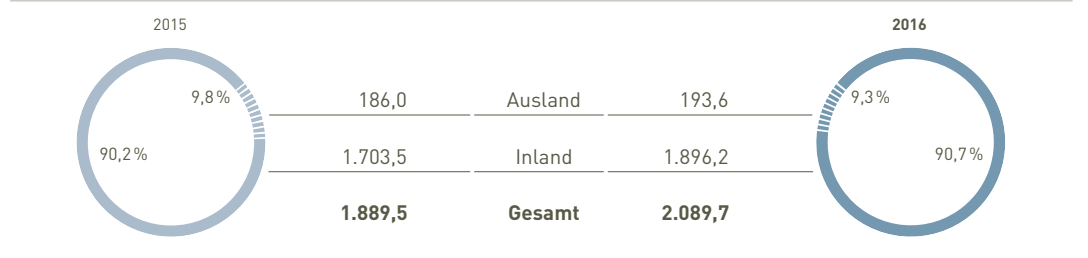 2015 2016
9,8 % 186,0 Ausland 193,6 9,3 %
90,2 % 1.703,5 Inland 1.896,2 90,7 %
1.889,5 Gesamt 2.089,7